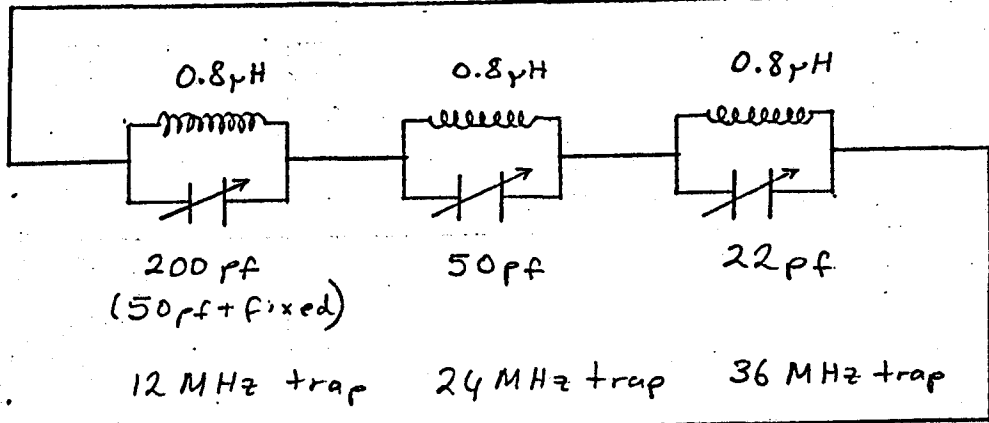 0.8μH 0.8μH 0.8μH
200 pf 50pf 22pf
(50pf + fixed)
12 MHz trap 24 MHz trap 36 MHz trap